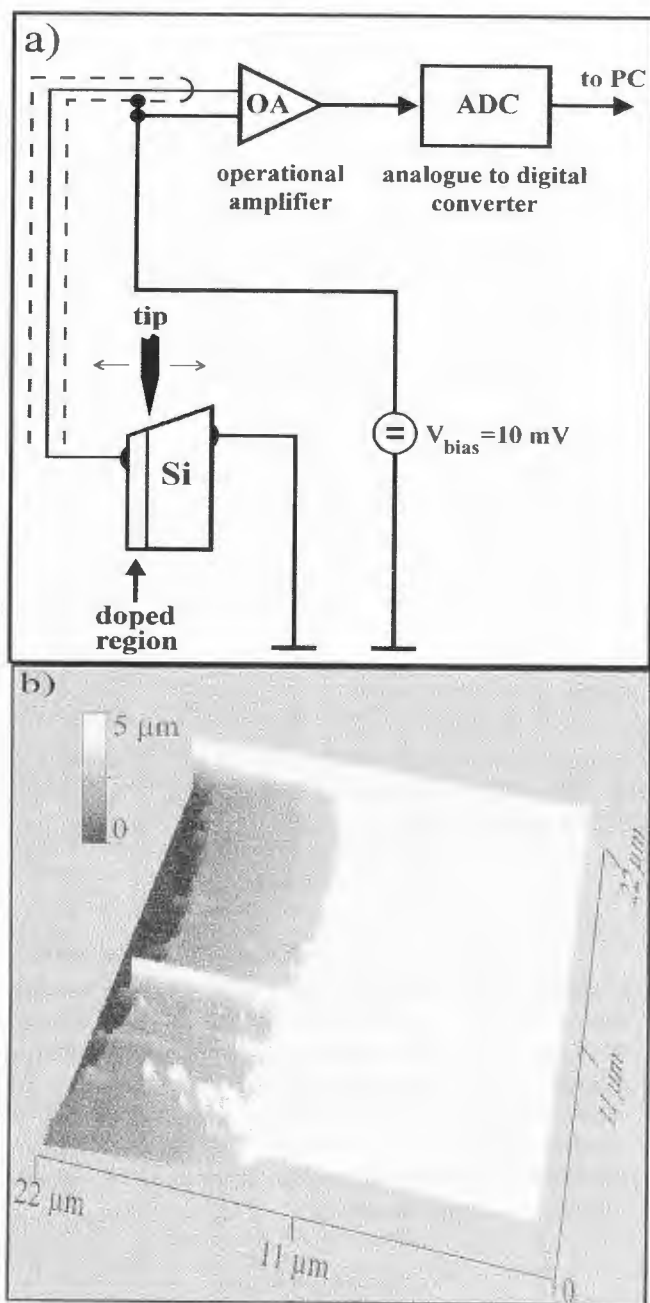 a)
to PC
OA
ADC
operational
amplifier
analogue to digital
converter
tip
V_bias=10 mV
Si
doped
region
b)
5 μm
0
22 μm
11 μm
22 μm
11 μm
0